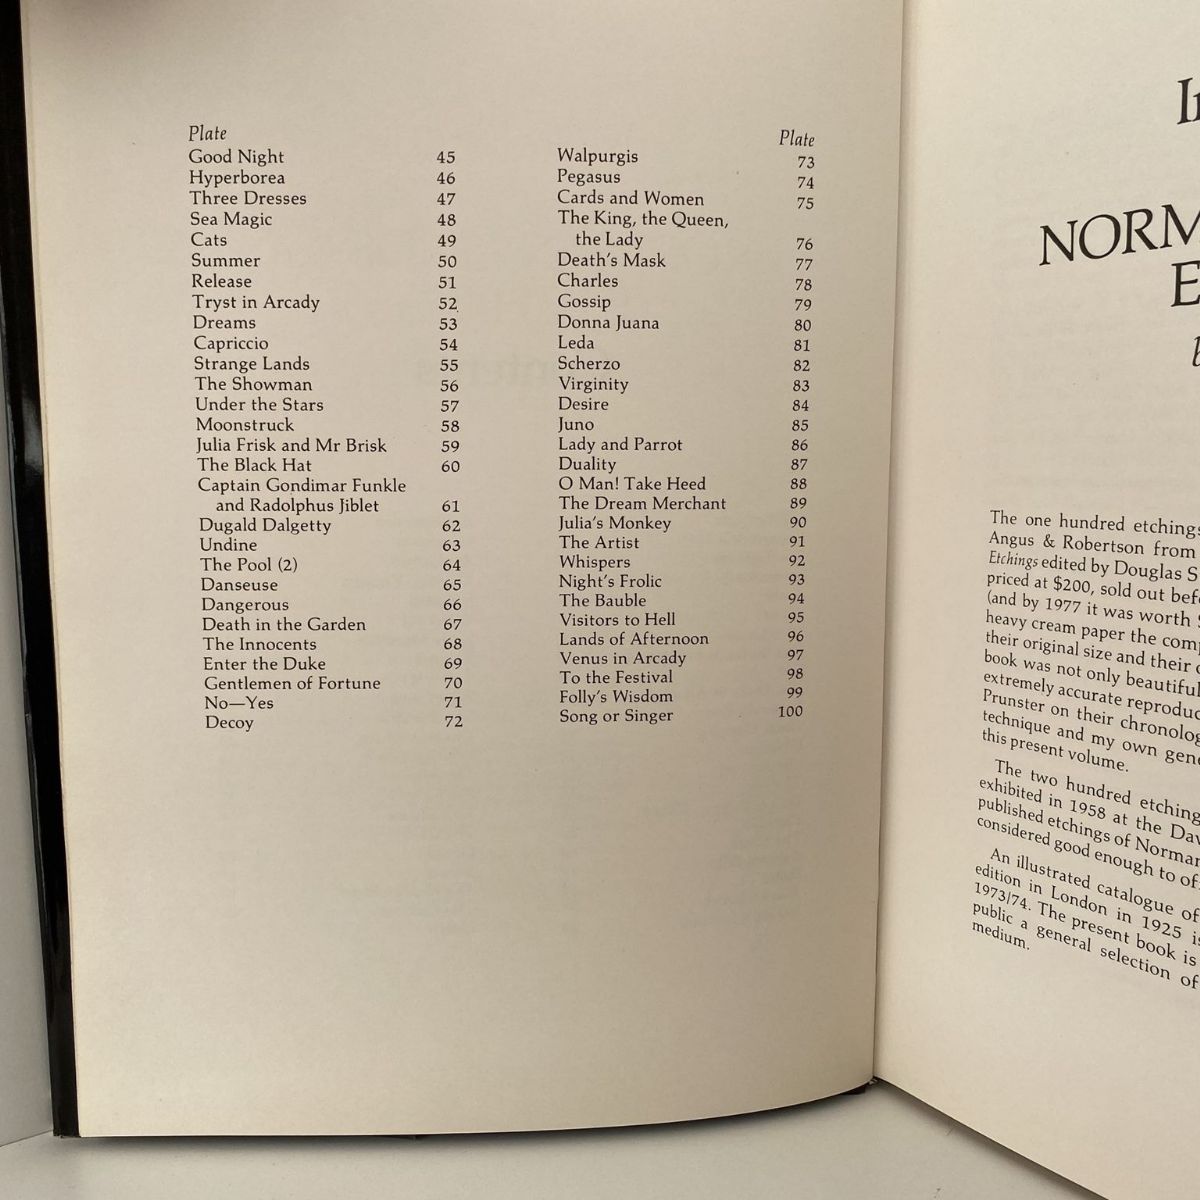 Plate
Good Night 45
Hyperborea 46
Three Dresses 47
Sea Magic 48
Cats 49
Summer 50
Release 51
Tryst in Arcady 52
Dreams 53
Capriccio 54
Strange Lands 55
The Showman 56
Under the Stars 57
Moonstruck 58
Julia Frisk and Mr Brisk 59
The Black Hat 60
Captain Gondimar Funkle
and Radolphus Jiblet 61
Dugald Dalgetty 62
Undine 63
The Pool (2) 64
Danseuse 65
Dangerous 66
Death in the Garden 67
The Innocents 68
Enter the Duke 69
Gentlemen of Fortune 70
No—Yes 71
Decoy 72
Plate
Walpurgis 73
Pegasus 74
Cards and Women 75
The King, the Queen,
the Lady 76
Death's Mask 77
Charles 78
Gossip 79
Donna Juana 80
Leda 81
Scherzo 82
Virginity 83
Desire 84
Juno 85
Lady and Parrot 86
Duality 87
O Man! Take Heed 88
The Dream Merchant 89
Julia's Monkey 90
The Artist 91
Whispers 92
Night's Frolic 93
The Bauble 94
Visitors to Hell 95
Lands of Afternoon 96
Venus in Arcady 97
To the Festival 98
Folly's Wisdom 99
Song or Singer 100
NORM
E
The one hundred etchings
Angus & Robertson from
Etchings edited by Douglas S
priced at $200, sold out bef
(and by 1977 it was worth
heavy cream paper the comp
their original size and their
book was not only beautiful
extremely accurate reproduc
Prunster on their chronolog
technique and my own gene
this present volume.
The two hundred etching
exhibited in 1958 at the Dav
published etchings of Norman
considered good enough to of
An illustrated catalogue of
edition in London in 1925 is
1973/74. The present book is
public a general selection of
medium.